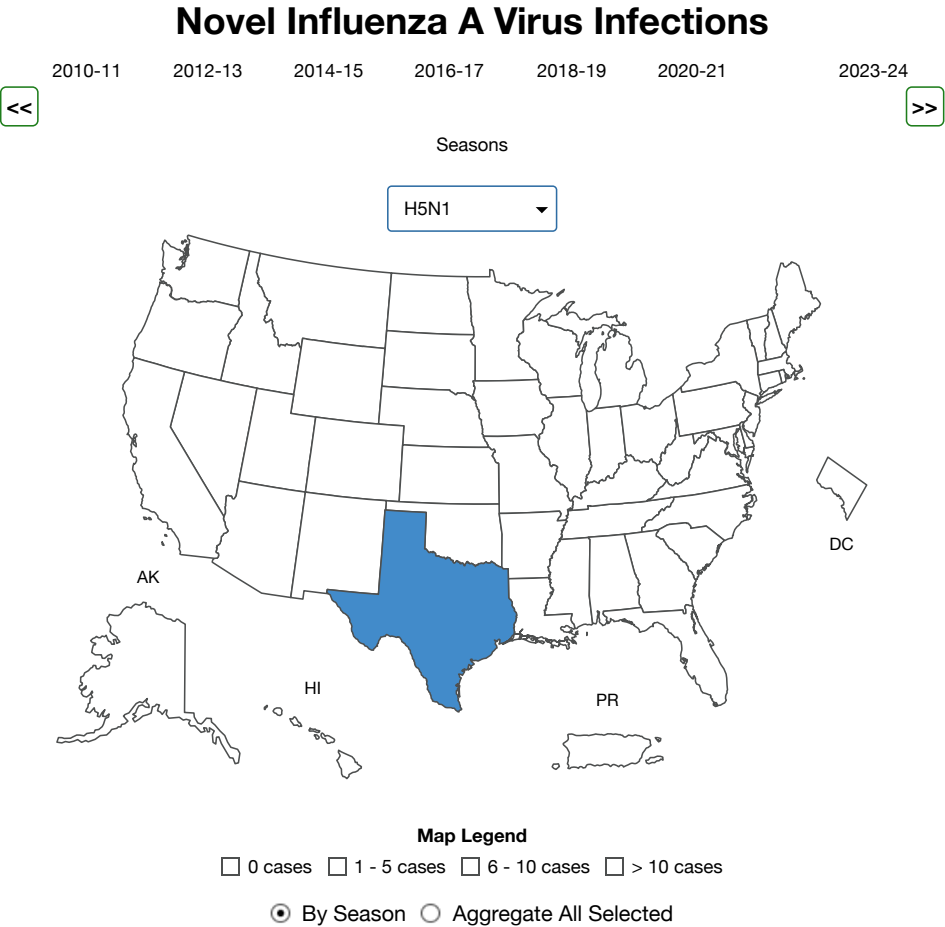 Novel Influenza A Virus Infections
2010-11 2012-13 2014-15 2016-17 2018-19 2020-21 2023-24
<< >>
Seasons
H5N1
DC
AK
HI
PR
Map Legend
0 cases 1 - 5 cases 6 - 10 cases > 10 cases
By Season Aggregate All Selected